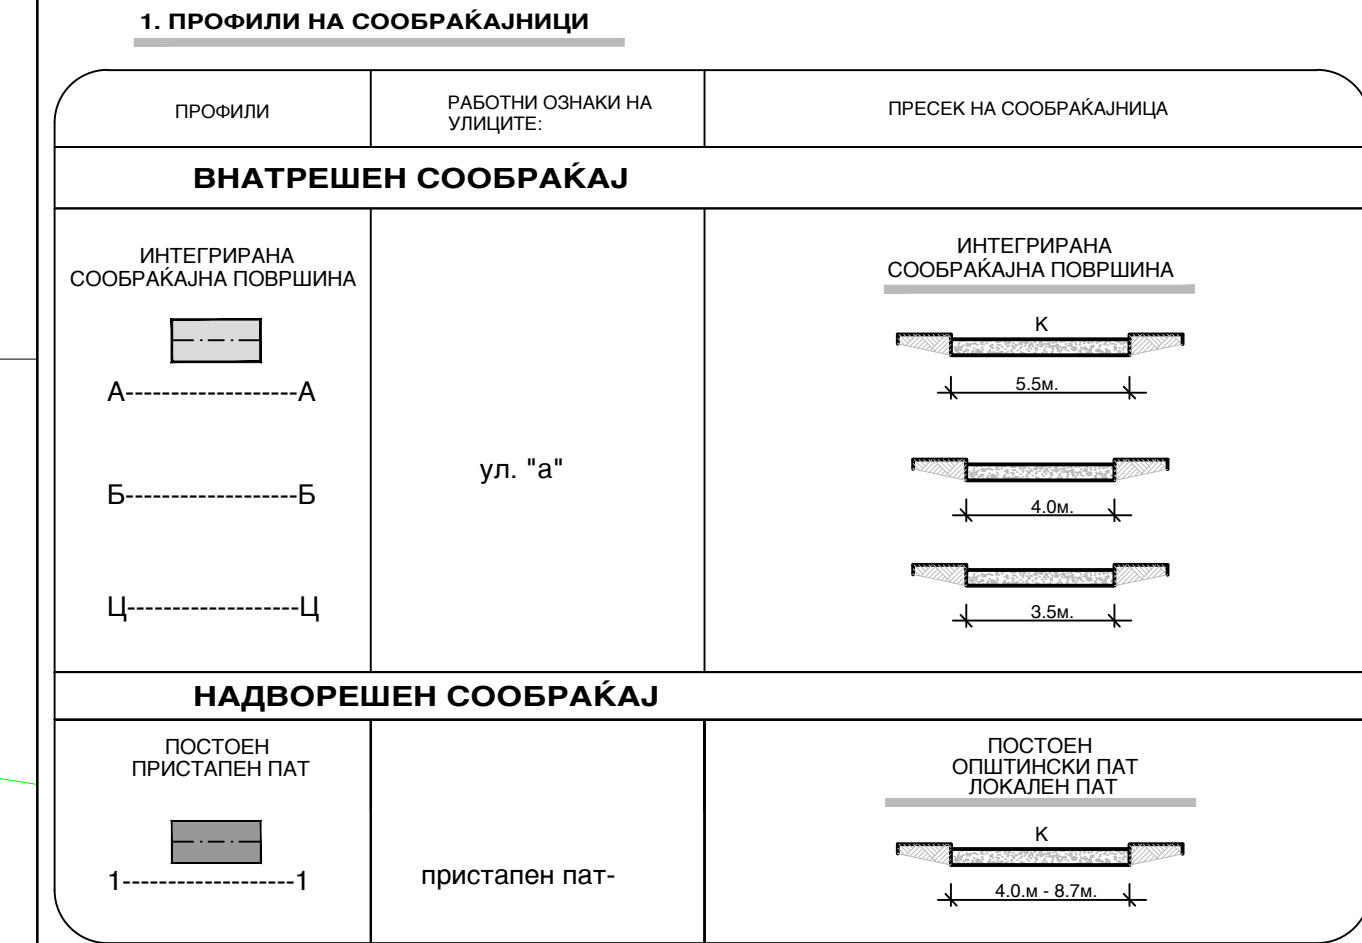 1. ПРОФИЛИ НА СООБРАЌАЈНИЦИ
ПРОФИЛИ
РАБОТНИ ОЗНАКИ НА
УЛИЦИТЕ:
ПРЕСЕК НА СООБРАЌАЈНИЦА
ВНАТРЕШЕН СООБРАЌАЈ
ИНТЕГРИРАНА
СООБРАЌАЈНА ПОВРШИНА
А-------------------А
Б-------------------Б
Ц-------------------Ц
ул. "а"
ИНТЕГРИРАНА
СООБРАЌАЈНА ПОВРШИНА
К
5.5м.
4.0м.
3.5м.
НАДВОРЕШЕН СООБРАЌАЈ
ПОСТОЕН
ПРИСТАПЕН ПАТ
1-------------------1
пристапен пат-
ПОСТОЕН
ОПШТИНСКИ ПАТ
ЛОКАЛЕН ПАТ
К
4.0.м - 8.7м.